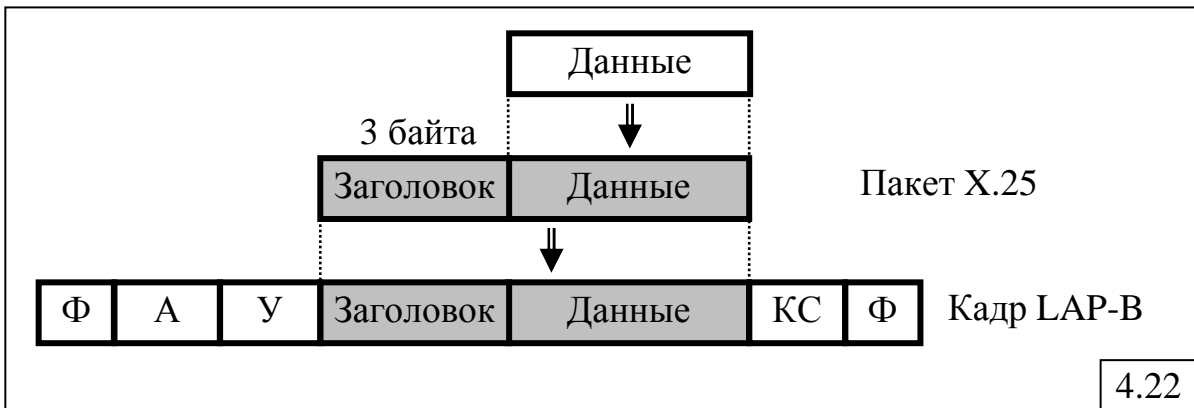 Данные
3 байта
Заголовок Данные Пакет X.25
Ф А У Заголовок Данные КС Ф Кадр LAP-B
4.22